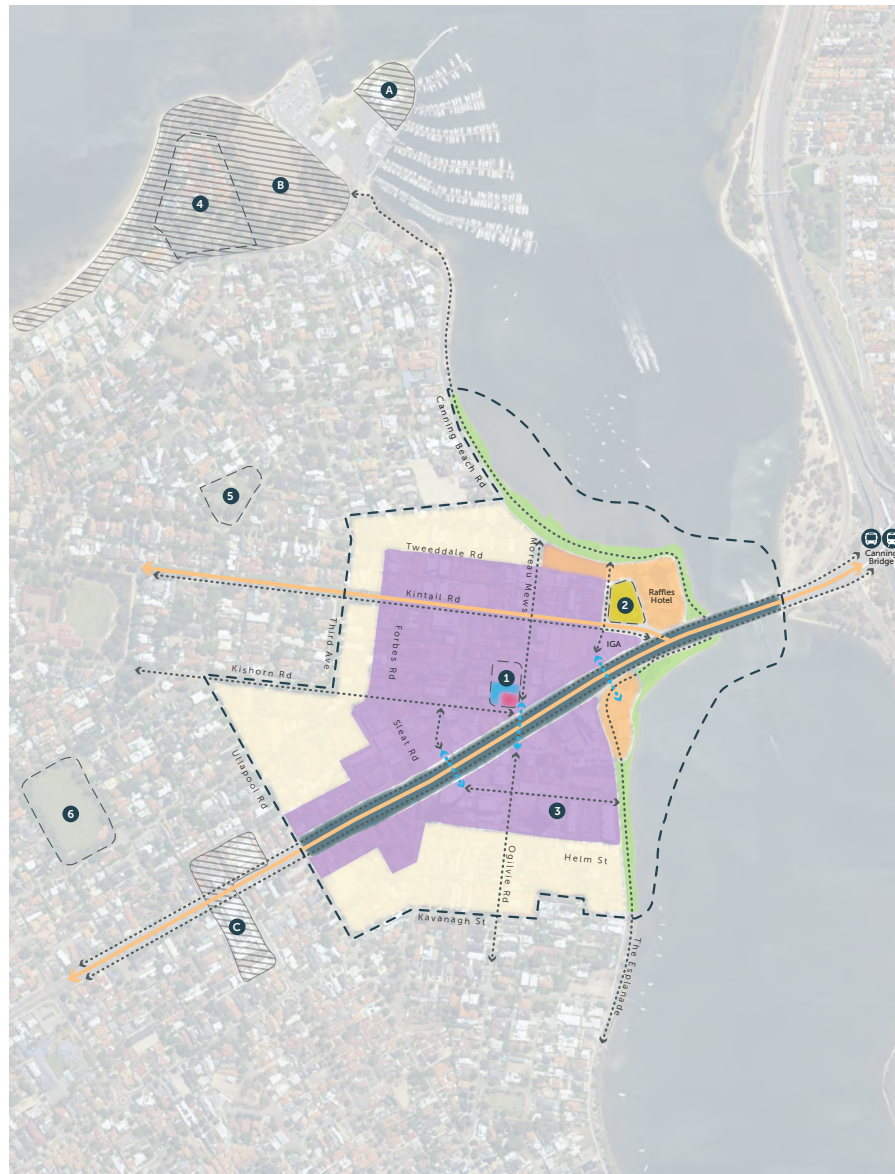 A
B
4
Canning Beach Rd
5
Canning
Bridge
Tweeddale Rd
Moreau Mews
Kintail Rd
Raffles
Hotel
2
Third Ave
Forbes Rd
IGA
Kishorn Rd
1
Sleat Rd
Ullapool Rd
6
3
Ogilvie Rd
Helm St
C
Kavanagh St
The Esplanade